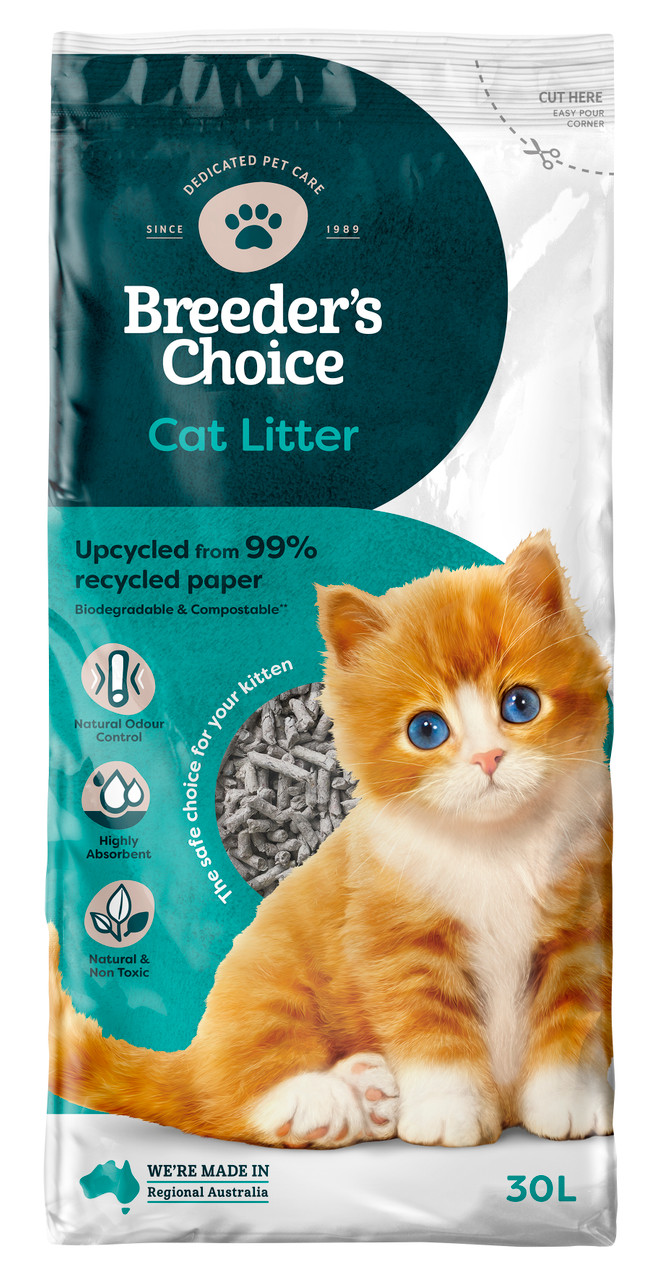 CUT HERE
EASY POUR
CORNER
DEDICATED PET CARE
SINCE 1989
Breeder's
Choice
Cat Litter
Upcycled from 99%
recycled paper
Biodegradable & Compostable**
The safe choice for your kitten
Natural Odour
Control
Highly
Absorbent
Natural &
Non Toxic
WE'RE MADE IN
Regional Australia
30L